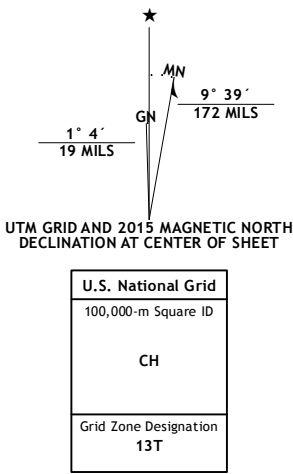 MN
GN
9° 39´
172 MILS
1° 4´
19 MILS
UTM GRID AND 2015 MAGNETIC NORTH
DECLINATION AT CENTER OF SHEET
U.S. National Grid
100,000-m Square ID
CH
Grid Zone Designation
13T